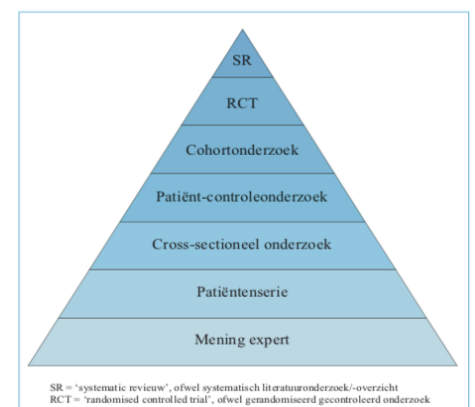 SR
RCT
Cohortonderzoek
Patiënt-controleonderzoek
Cross-sectioneel onderzoek
Patiëntenserie
Mening expert
SR = ‘systematic revieuw’, ofwel systematisch literatuuronderzoek/-overzicht
RCT = ‘randomised controlled trial’, ofwel gerandomiseerd gecontroleerd onderzoek